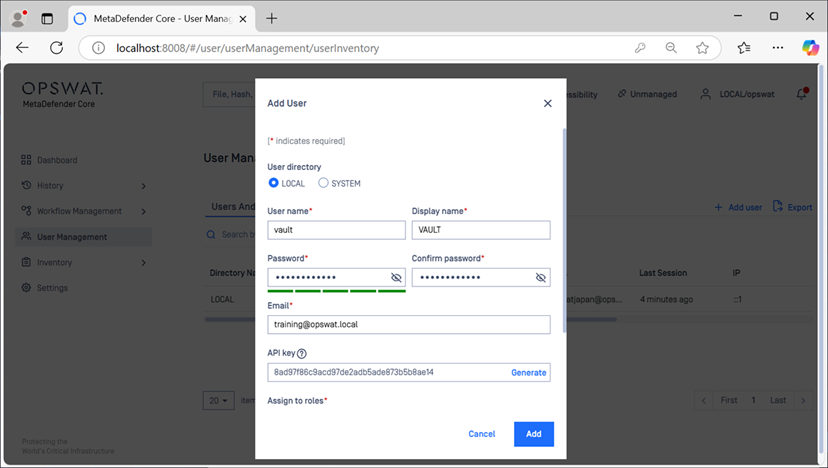 MetaDefender Core - User Manag
localhost:8008/#/user/userManagement/userInventory
OPSWAT.
MetaDefender Core
File, Hash,
ssibility
Unmanaged
LOCAL/opswat
Dashboard
History
Workflow Management
User Management
Inventory
Settings
User Man
Users And
Add user
Export
Search b
Directory Na
Last Session
IP
LOCAL
atjapan@ops...
4 minutes ago
::1
20
item
First
1
Last
Protecting the
World's Critical Infrastructure
Add User
[* indicates required]
User directory
LOCAL SYSTEM
User name* Display name*
vault VAULT
Password* Confirm password*
Email*
training@opswat.local
API key
8ad97f86c9acd97de2adb5ade873b5b8ae14 Generate
Assign to roles*
Cancel Add